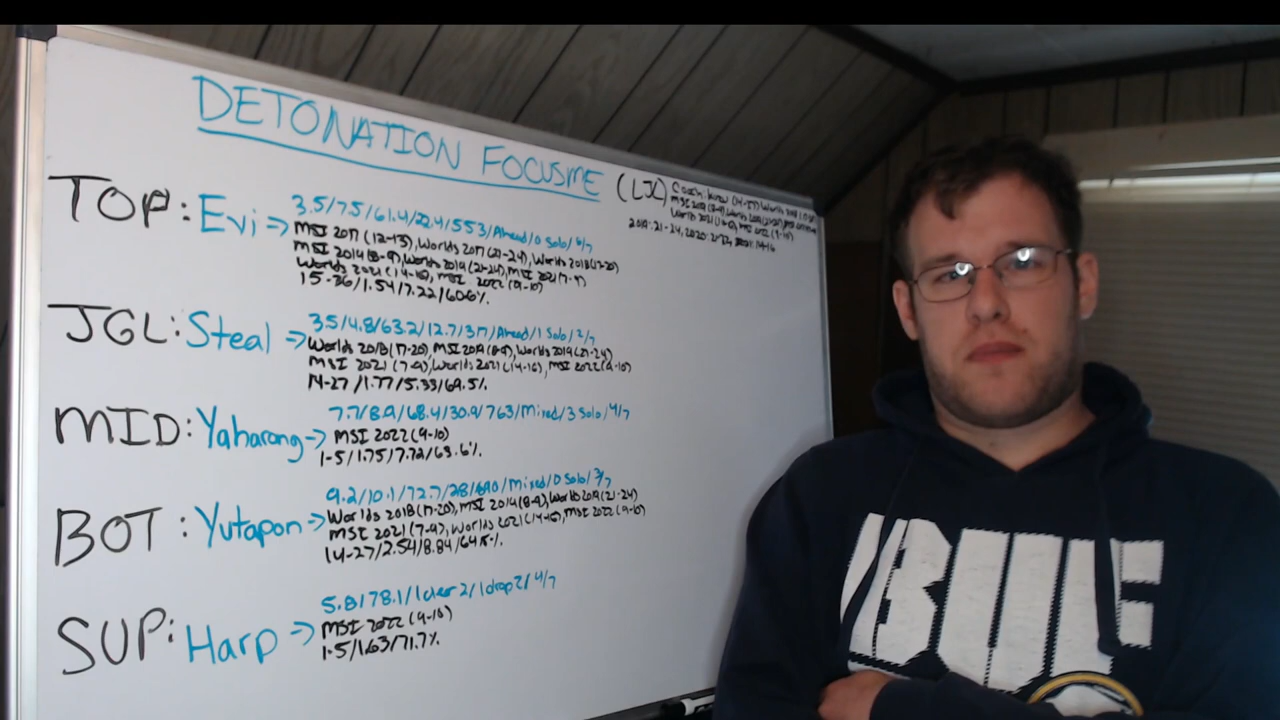 DETONATION FOCUSME
(LJL) Coach:
TOP: Evi → 3.5/7.5/61.4/22.4/553/Ahead/0 Solo/6/7
MSI 2017 (12-13), Worlds 2017 (21-24), Worlds 2018 (17-20)
MSI 2019 (8-9), Worlds 2019 (21-24), MSI 2021 (7-9)
Worlds 2021 (14-16), MSI 2022 (9-10)
15-36/1.54/7.22/60.6%
JGL: Steal → 3.5/4.8/63.2/12.7/317/Ahead/1 Solo/2/7
Worlds 2018 (17-20), MSI 2019 (8-9), Worlds 2019 (21-24)
MSI 2021 (7-9), Worlds 2021 (14-16), MSI 2022 (9-10)
14-27/1.77/5.33/69.5%
MID: Yaharong → 7.7/8.9/68.4/30.9/763/Mixed/3 Solo/4/7
MSI 2022 (9-10)
1-5/1.75/7.72/63.6%
BOT: Yutapon → 9.2/10.1/72.7/28/690/Mixed/0 Solo/3/7
Worlds 2018 (17-20), MSI 2019 (8-9), Worlds 2019 (21-24)
MSI 2021 (7-9), Worlds 2021 (14-16), MSI 2022 (9-10)
14-27/2.54/8.84/64.5%
SUP: Harp → 5.8/78.1/1 clear 2/1 drop 2/4/7
MSI 2022 (9-10)
1-5/1.63/71.7%
BUF